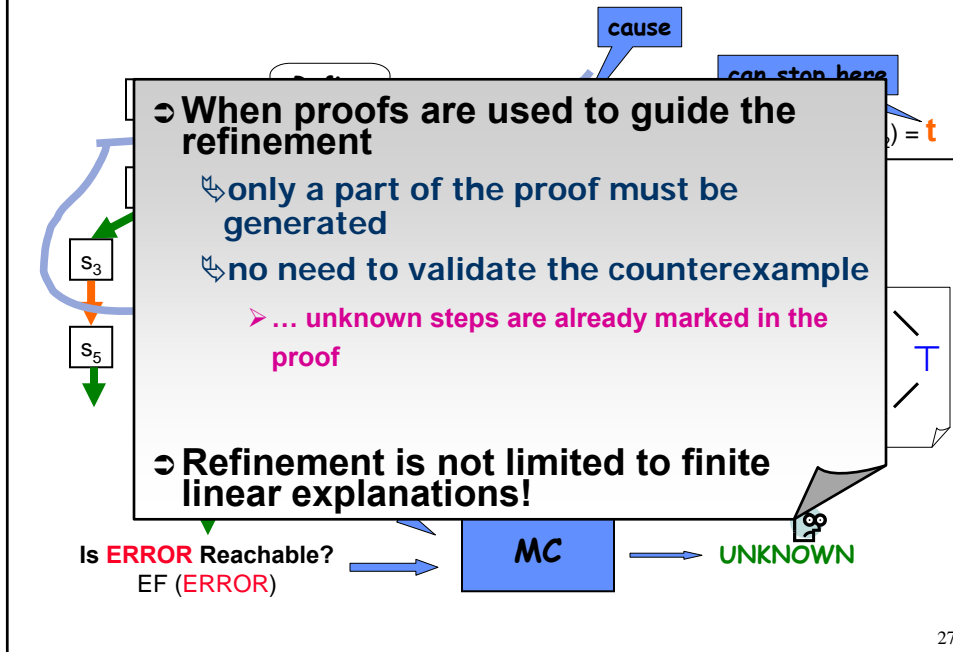 cause
can stop here
➲ When proofs are used to guide the
refinement
) = t
only a part of the proof must be
generated
s3
no need to validate the counterexample
➢ … unknown steps are already marked in the
proof
s5
⊤
➲ Refinement is not limited to finite
linear explanations!
Is ERROR Reachable?
EF (ERROR)
MC
UNKNOWN
27